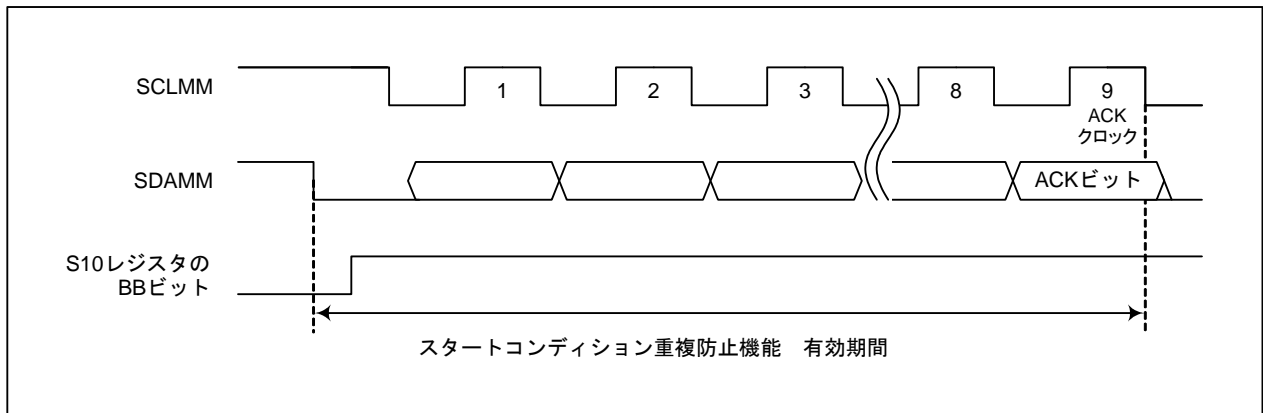 SCLMM
1
2
3
8
9
ACK
クロック
SDAMM
ACKビット
S10レジスタの
BBビット
スタートコンディション重複防止機能　有効期間